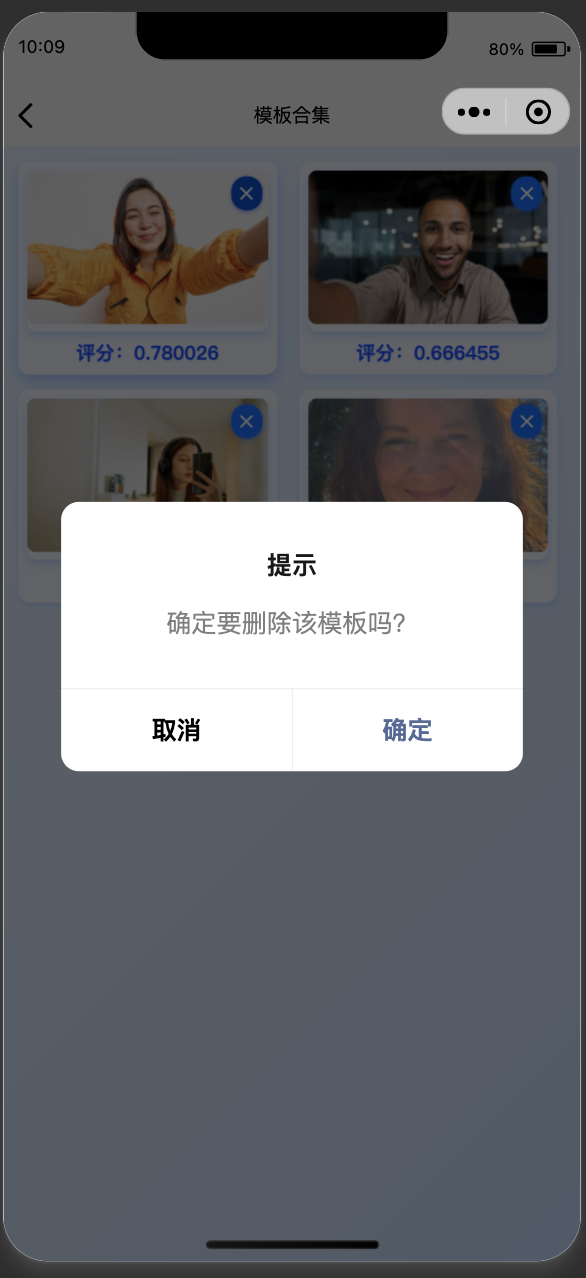 10:09
80%
模板合集
评分：0.780026
评分：0.666455
提示
确定要删除该模板吗?
取消
确定